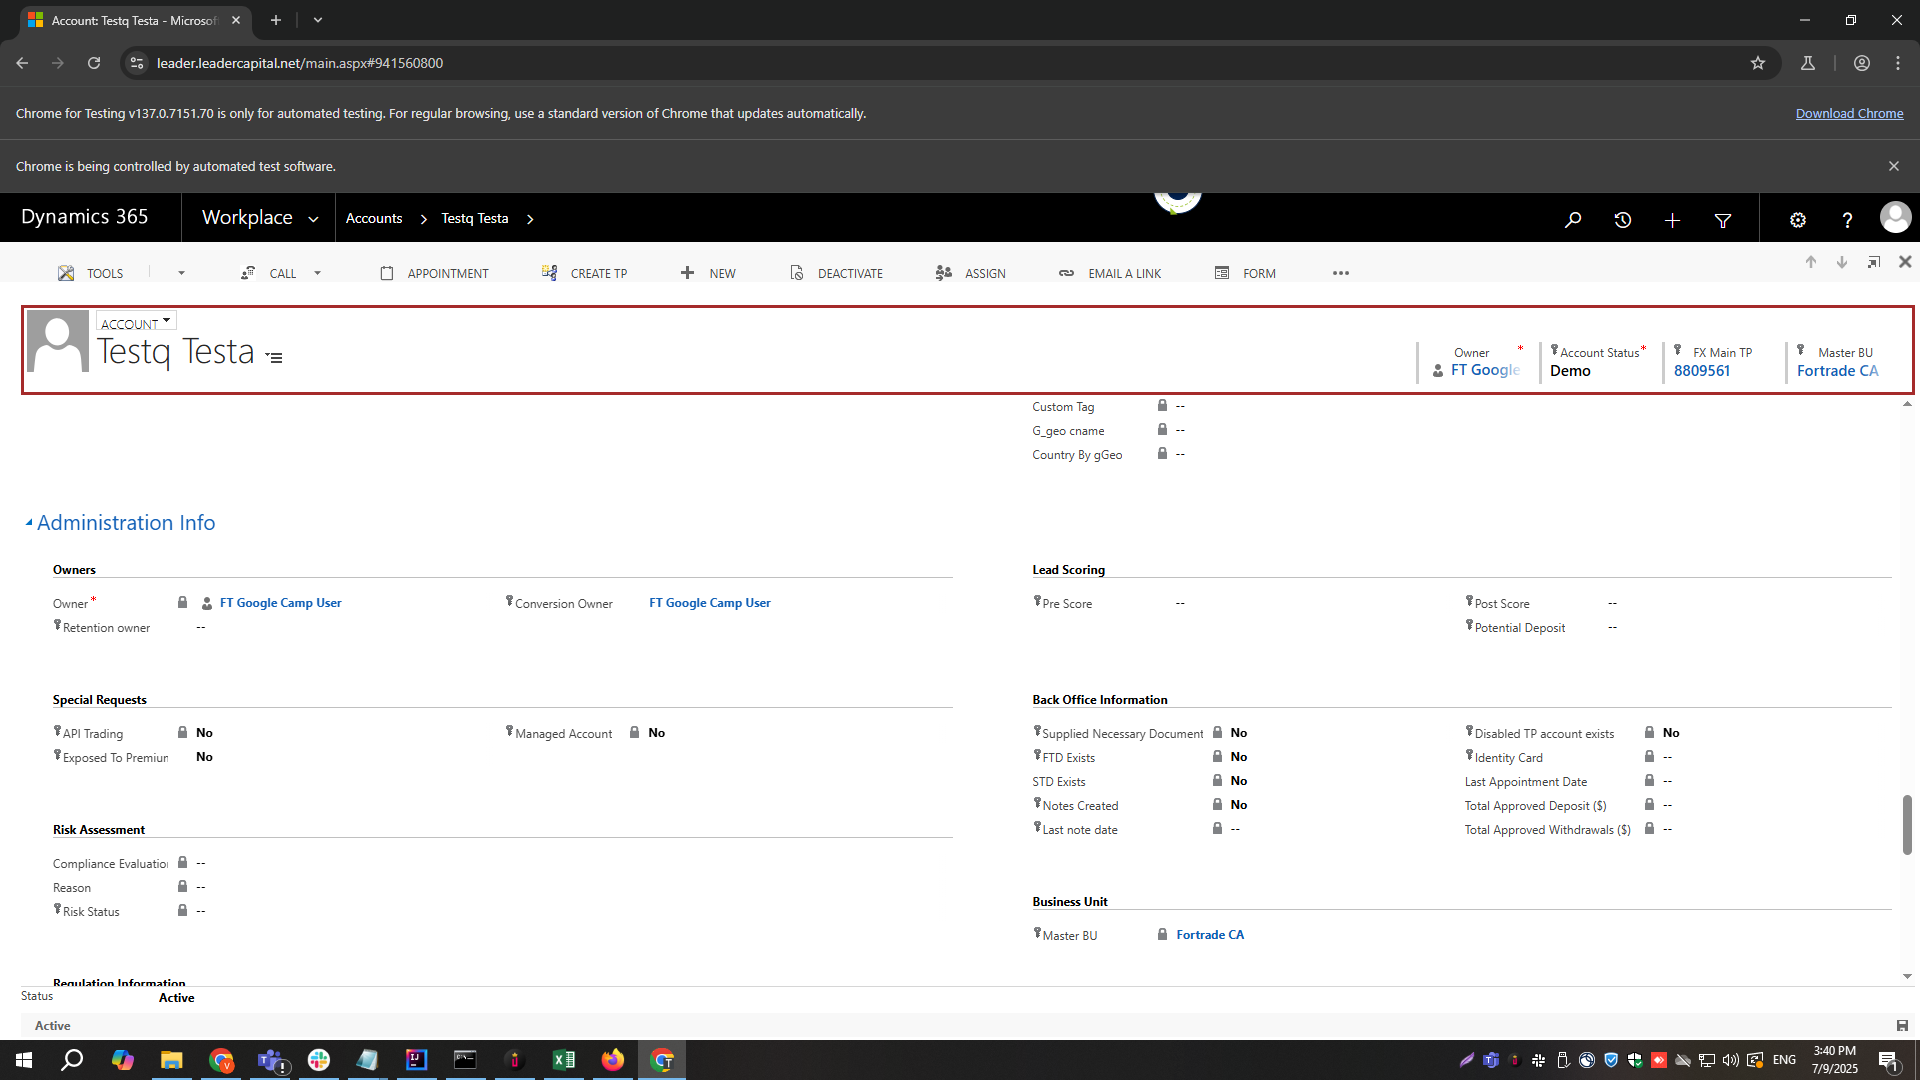 Account: Testq Testa - Microsof
leader.leadercapital.net/main.aspx#941560800
Chrome for Testing v137.0.7151.70 is only for automated testing. For regular browsing, use a standard version of Chrome that updates automatically.
Download Chrome
Chrome is being controlled by automated test software.
Dynamics 365
Workplace
Accounts
Testq Testa
TOOLS
CALL
APPOINTMENT
CREATE TP
NEW
DEACTIVATE
ASSIGN
EMAIL A LINK
FORM
ACCOUNT
Testq Testa
Owner *
FT Google
Account Status *
Demo
FX Main TP
8809561
Master BU
Fortrade CA
Custom Tag --
G_geo cname --
Country By gGeo --
Administration Info
Owners
Owner * FT Google Camp User
Conversion Owner FT Google Camp User
Retention owner --
Lead Scoring
Pre Score --
Post Score --
Potential Deposit --
Special Requests
API Trading No
Managed Account No
Exposed To Premiun No
Back Office Information
Supplied Necessary Document No
Disabled TP account exists No
FTD Exists No
Identity Card --
STD Exists No
Last Appointment Date --
Notes Created No
Total Approved Deposit ($) --
Last note date --
Total Approved Withdrawals ($) --
Risk Assessment
Compliance Evaluation --
Reason --
Risk Status --
Business Unit
Master BU Fortrade CA
Regulation Information
Status Active
Active
ENG
3:40 PM
7/9/2025
1